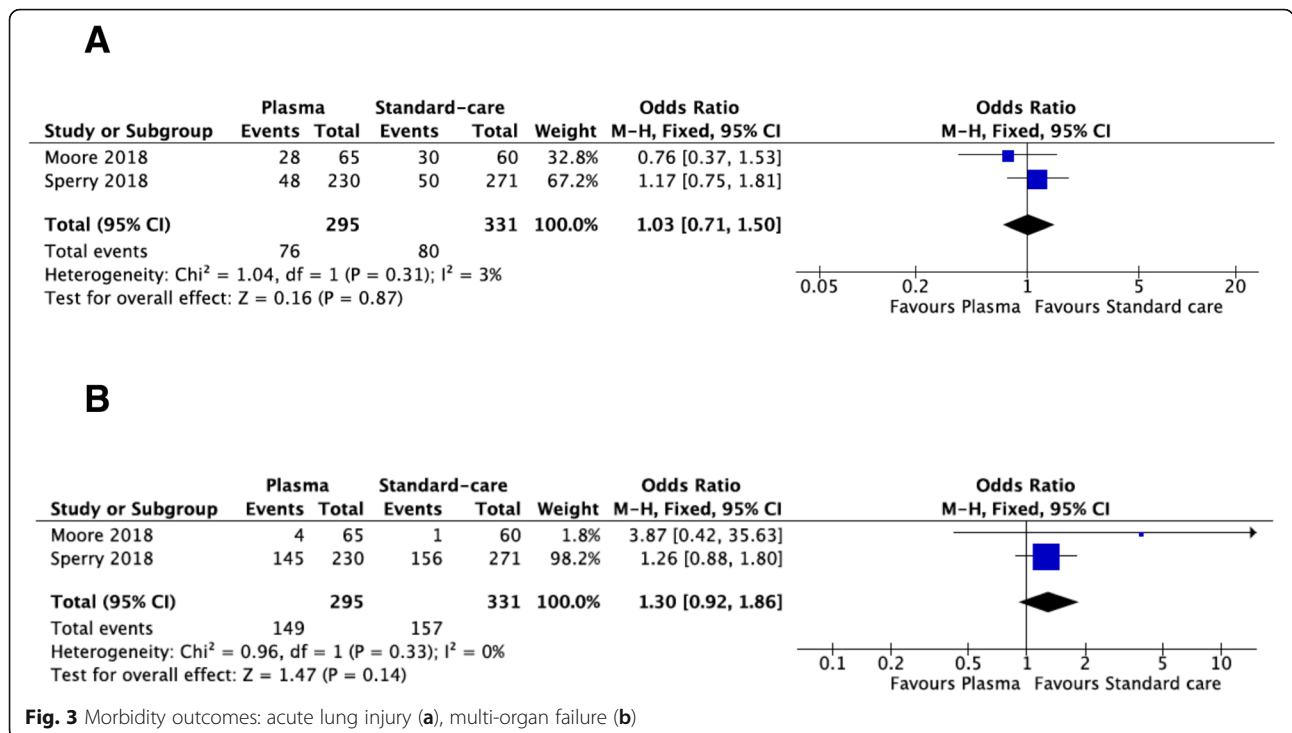 A
Plasma Standard-care Odds Ratio Odds Ratio
Study or Subgroup Events Total Events Total Weight M-H, Fixed, 95% CI M-H, Fixed, 95% CI
Moore 2018 28 65 30 60 32.8% 0.76 [0.37, 1.53]
Sperry 2018 48 230 50 271 67.2% 1.17 [0.75, 1.81]
Total (95% CI) 295 331 100.0% 1.03 [0.71, 1.50]
Total events 76 80
Heterogeneity: Chi² = 1.04, df = 1 (P = 0.31); I² = 3%
Test for overall effect: Z = 0.16 (P = 0.87)
0.05 0.2 1 5 20
Favours Plasma Favours Standard care
B
Plasma Standard-care Odds Ratio Odds Ratio
Study or Subgroup Events Total Events Total Weight M-H, Fixed, 95% CI M-H, Fixed, 95% CI
Moore 2018 4 65 1 60 1.8% 3.87 [0.42, 35.63]
Sperry 2018 145 230 156 271 98.2% 1.26 [0.88, 1.80]
Total (95% CI) 295 331 100.0% 1.30 [0.92, 1.86]
Total events 149 157
Heterogeneity: Chi² = 0.96, df = 1 (P = 0.33); I² = 0%
Test for overall effect: Z = 1.47 (P = 0.14)
0.1 0.2 0.5 1 2 5 10
Favours Plasma Favours Standard care
Fig. 3 Morbidity outcomes: acute lung injury (a), multi-organ failure (b)